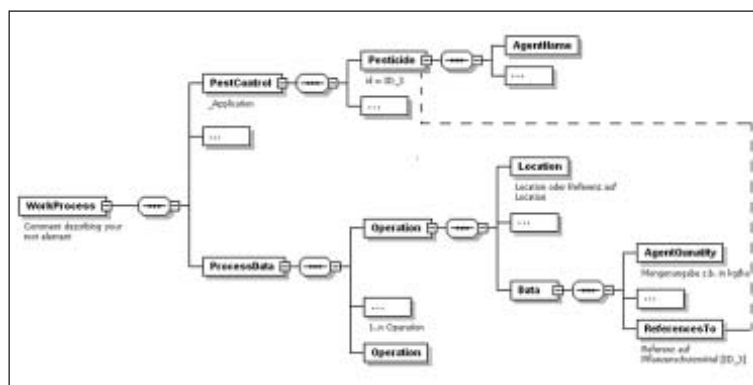 AgentName
Pesticide
id = ID_1
...
PestControl
_Application
...
...
Location
Location oder Referenz auf
Location
WorkProcess
Comment describing your
root element
Operation
...
AgentQunatity
Mengenangabe z.b. in kg/ha
ProcessData
Data
...
...
1..n Operation
ReferencesTo
Operation
Referenz auf
Pflanzenschutzmittel [ID_1]